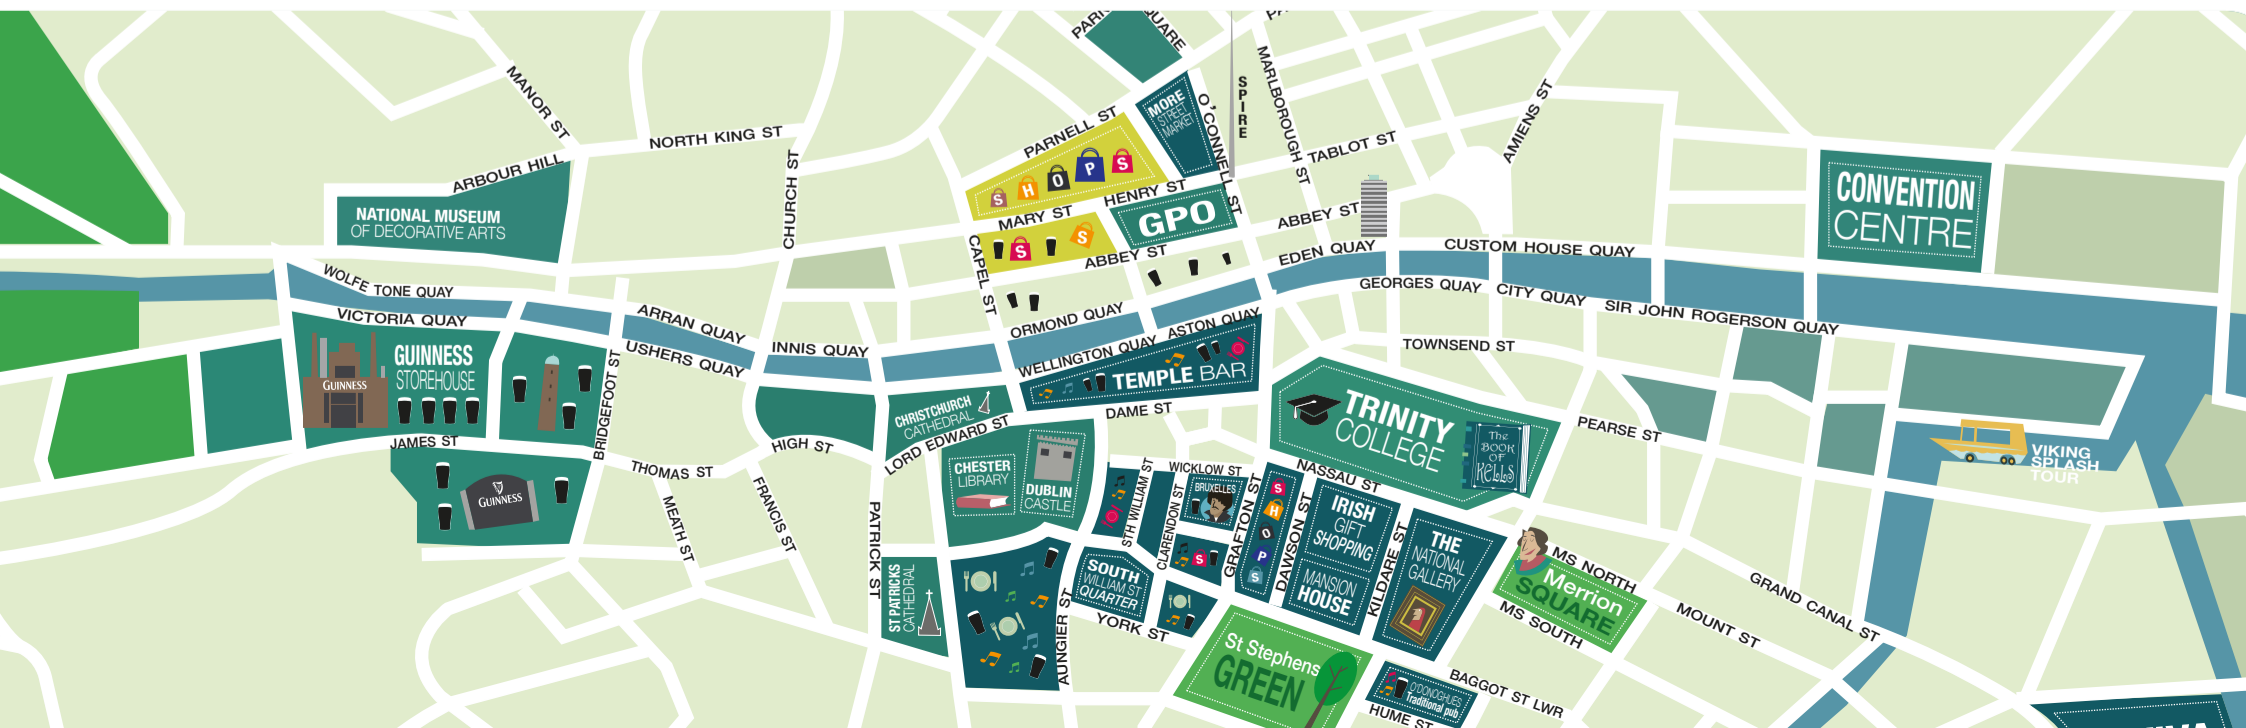 SQUARE
MANOR ST
NORTH KING ST
ARBOUR HILL
NATIONAL MUSEUM
OF DECORATIVE ARTS
CHURCH ST
PARNELL ST
MORE
STREET
MARKET
O'CONNELL ST
SPIRE
MARLBOROUGH ST
TABLOT ST
AMIENS ST
S H O P S
HENRY ST
MARY ST
GPO
ABBEY ST
S
S
ABBEY ST
CAPEL ST
EDEN QUAY
CUSTOM HOUSE QUAY
CONVENTION
CENTRE
WOLFE TONE QUAY
VICTORIA QUAY
ARRAN QUAY
USHERS QUAY
INNIS QUAY
ORMOND QUAY
WELLINGTON QUAY
ASTON QUAY
GEORGES QUAY
CITY QUAY
SIR JOHN ROGERSON QUAY
TOWNSEND ST
GUINNESS
STOREHOUSE
GUINNESS
BRIDGEFOOT ST
JAMES ST
GUINNESS
THOMAS ST
HIGH ST
MEATH ST
FRANCIS ST
PATRICK ST
CHRISTCHURCH
CATHEDRAL
LORD EDWARD ST
TEMPLE BAR
DAME ST
CHESTER
LIBRARY
DUBLIN
CASTLE
ST PATRICKS
CATHEDRAL
AUNGIER ST
STH WILLIAM ST
WICKLOW ST
CLARENDON ST
BRUXELLES
S
GRAFTON ST
S
H
O
P
S
DAWSON ST
NASSAU ST
TRINITY
COLLEGE
The
BOOK
OF
KELLS
PEARSE ST
VIKING
SPLASH
TOUR
SOUTH
WILLIAM ST
QUARTER
YORK ST
IRISH
GIFT
SHOPPING
MANSION
HOUSE
KILDARE ST
THE
NATIONAL
GALLERY
MS NORTH
Merrion
SQUARE
MS SOUTH
St Stephens
GREEN
O'DONOGHUES
Traditional pub
HUME ST
BAGGOT ST LWR
MOUNT ST
GRAND CANAL ST